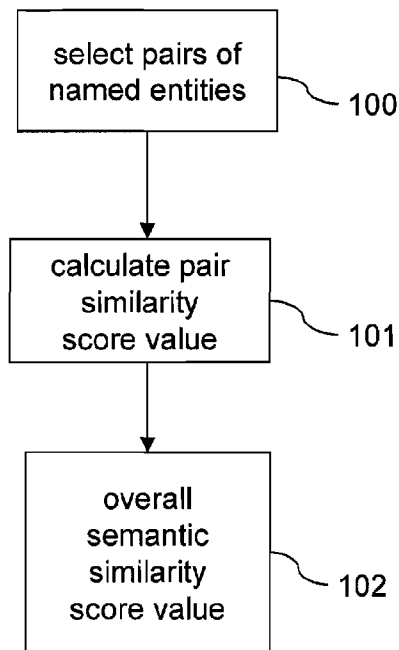 select pairs of
named entities
100
calculate pair
similarity
score value
101
overall
semantic
similarity
score value
102